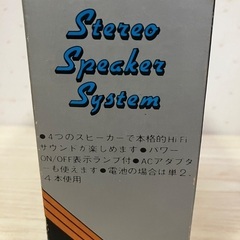 Stereo
Speaker
System
●4つのスピーカーで本格的HiFi
サウンドが楽しめます●パワー
ON/OFF表示ランプ付●ACアダプタ
も使えます●電池の場合は単2、
4本使用